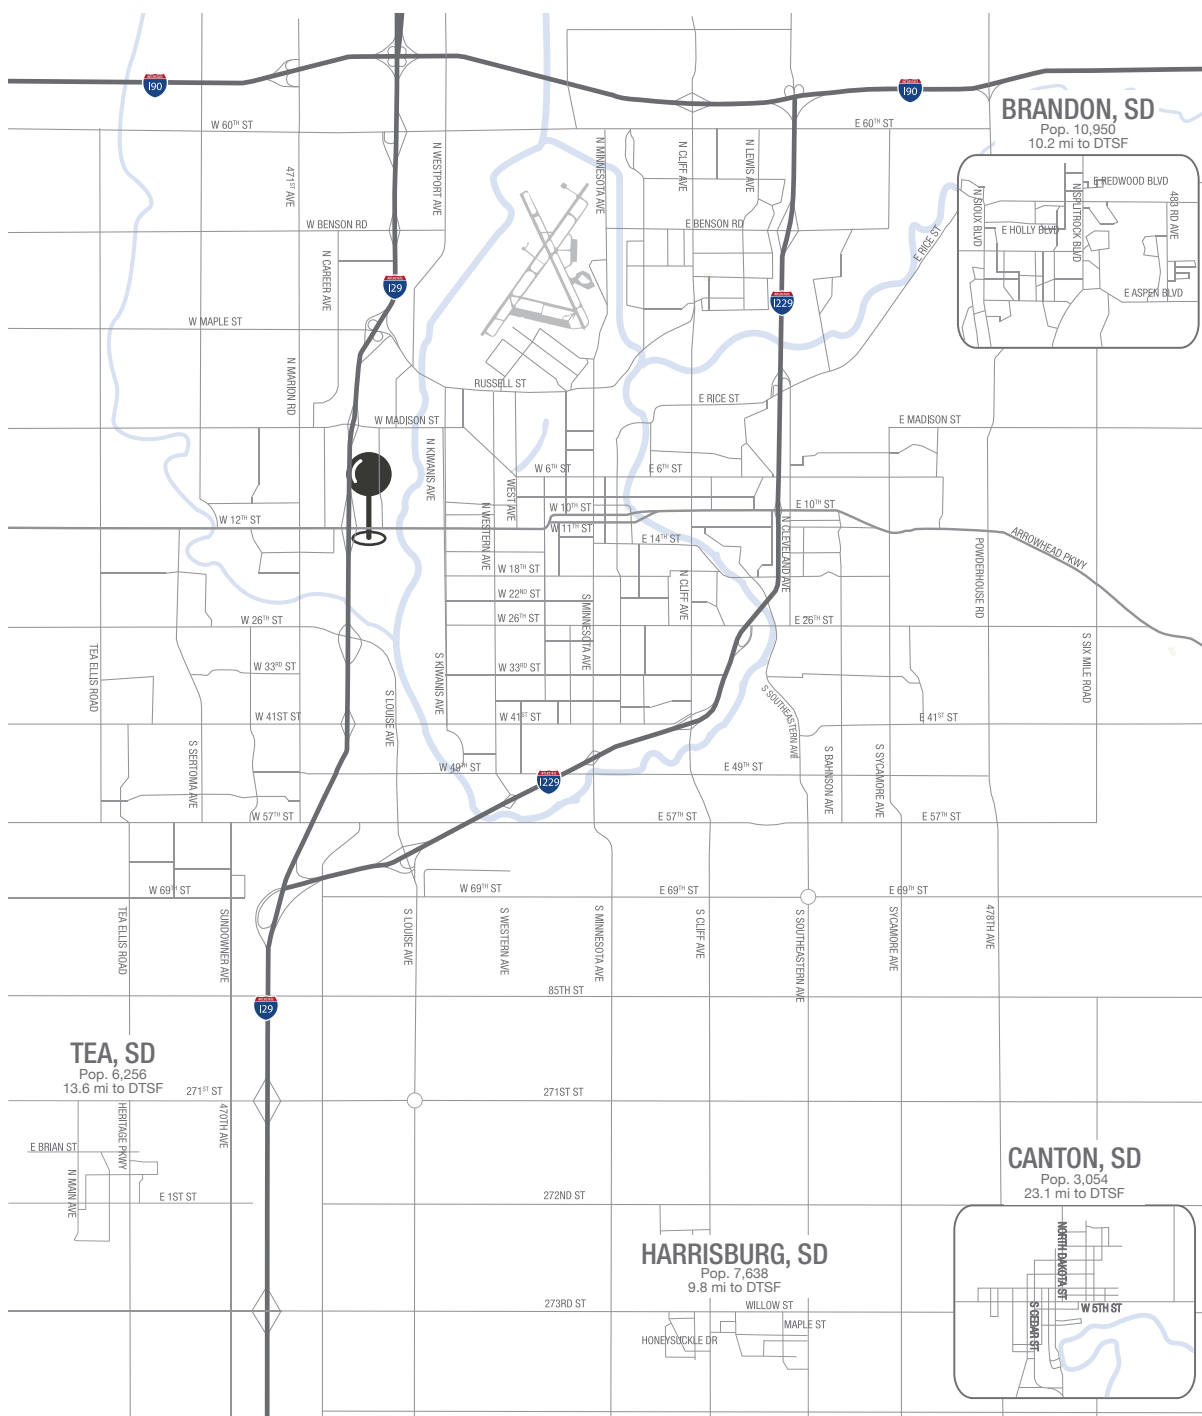 I90
I90
BRANDON, SD
Pop. 10,950
10.2 mi to DTSF
W 60TH ST
E 60TH ST
N WESTPORT AVE
N MINNESOTA AVE
N CLIFF AVE
N LEWIS AVE
471ST AVE
E REDWOOD BLVD
N SIOUX BLVD
N SPLITROCK BLVD
483 RD AVE
E HOLLY BLVD
E ASPEN BLVD
W BENSON RD
E BENSON RD
E RICE ST
N CAREER AVE
I29
I229
W MAPLE ST
N MARION RD
RUSSELL ST
E RICE ST
W MADISON ST
E MADISON ST
N KIWANIS AVE
W 6TH ST
E 6TH ST
WEST AVE
N WESTERN AVE
W 10TH ST
E 10TH ST
W 12TH ST
W 11TH ST
E 14TH ST
N CLEVELAND AVE
ARROWHEAD PKWY
POWDERHOUSE RD
W 18TH ST
N CLIFF AVE
W 22ND ST
S MINNESOTA AVE
W 26TH ST
W 26TH ST
E 26TH ST
TEA ELLIS ROAD
S KIWANIS AVE
S SIX MILE ROAD
W 33RD ST
W 33RD ST
S LOUISE AVE
S SOUTHEASTERN AVE
W 41ST ST
W 41ST ST
E 41ST ST
S SERTOMA AVE
S BAHNSON AVE
S SYCAMORE AVE
W 49TH ST
E 49TH ST
I229
W 57TH ST
E 57TH ST
E 57TH ST
W 69TH ST
W 69TH ST
E 69TH ST
E 69TH ST
TEA ELLIS ROAD
SUNDOWNER AVE
S LOUISE AVE
S WESTERN AVE
S MINNESOTA AVE
S CLIFF AVE
S SOUTHEASTERN AVE
SYCAMORE AVE
478TH AVE
85TH ST
I29
TEA, SD
Pop. 6,256
13.6 mi to DTSF
271ST ST
271ST ST
HERITAGE PKWY
470TH AVE
E BRIAN ST
N MAIN AVE
E 1ST ST
272ND ST
CANTON, SD
Pop. 3,054
23.1 mi to DTSF
NORTH DAKOTA ST
W 5TH ST
S CEDAR ST
HARRISBURG, SD
Pop. 7,638
9.8 mi to DTSF
273RD ST
WILLOW ST
MAPLE ST
HONEYSUCKLE DR